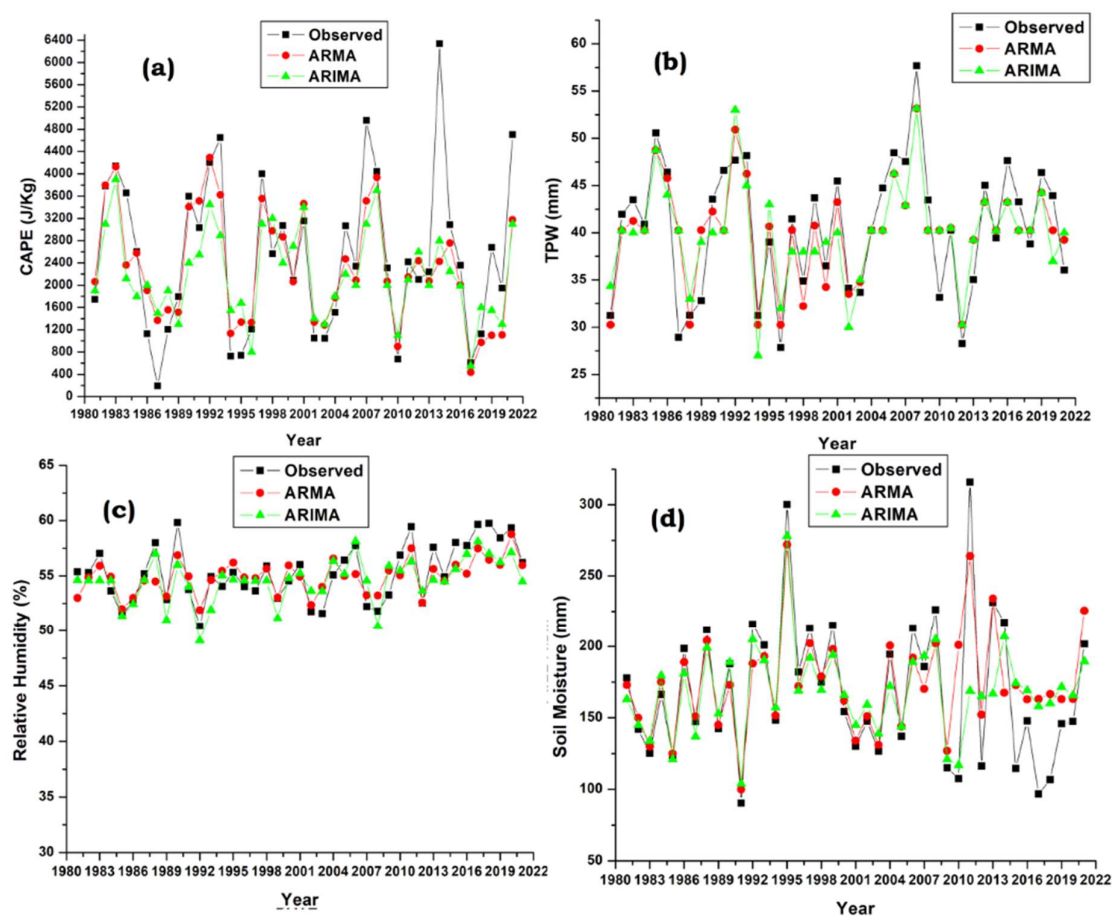 Observed
ARMA
ARIMA
(a)
CAPE (J/Kg)
6400
6000
5600
5200
4800
4400
4000
3600
3200
2800
2400
2000
1600
1200
800
400
0
1980 1983 1986 1989 1992 1995 1998 2001 2004 2007 2010 2013 2016 2019 2022
Year
Observed
ARMA
ARIMA
(b)
TPW (mm)
60
55
50
45
40
35
30
25
1980 1983 1986 1989 1992 1995 1998 2001 2004 2007 2010 2013 2016 2019 2022
Year
Observed
ARMA
ARIMA
(c)
Relative Humidity (%)
65
60
55
50
45
40
35
30
1980 1983 1986 1989 1992 1995 1998 2001 2004 2007 2010 2013 2016 2019 2022
Year
Observed
ARMA
ARIMA
(d)
Soil Moisture (mm)
300
250
200
150
100
50
1980 1983 1986 1989 1992 1995 1998 2001 2004 2007 2010 2013 2016 2019 2022
Year